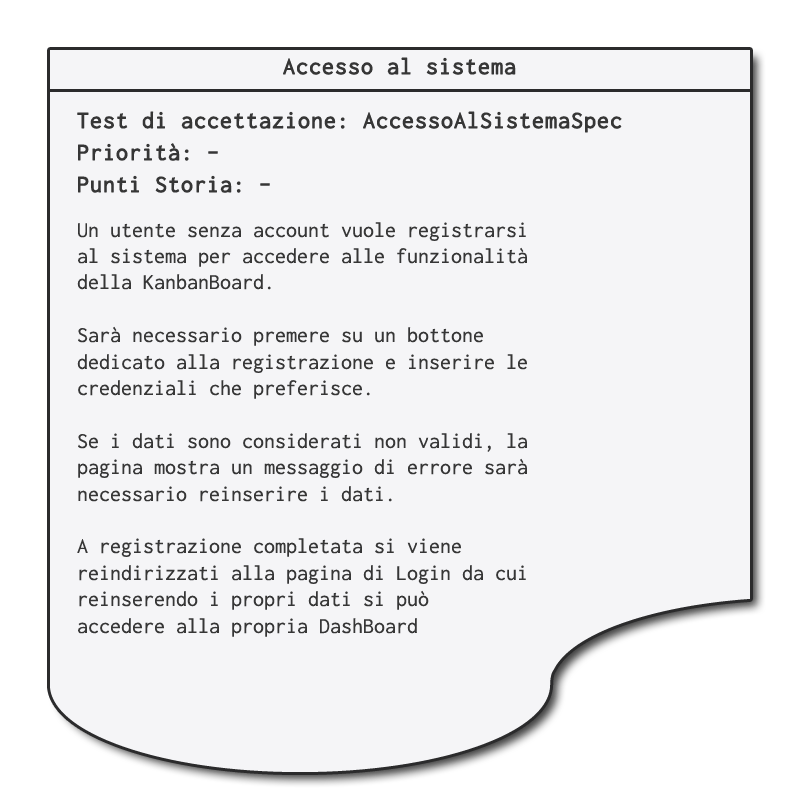 Accesso al sistema
Test di accettazione: AccessoAlSistemaSpec
Priorità: -
Punti Storia: -
Un utente senza account vuole registrarsi
al sistema per accedere alle funzionalità
della KanbanBoard.
Sarà necessario premere su un bottone
dedicato alla registrazione e inserire le
credenziali che preferisce.
Se i dati sono considerati non validi, la
pagina mostra un messaggio di errore sarà
necessario reinserire i dati.
A registrazione completata si viene
reindirizzati alla pagina di Login da cui
reinserendo i propri dati si può
accedere alla propria DashBoard